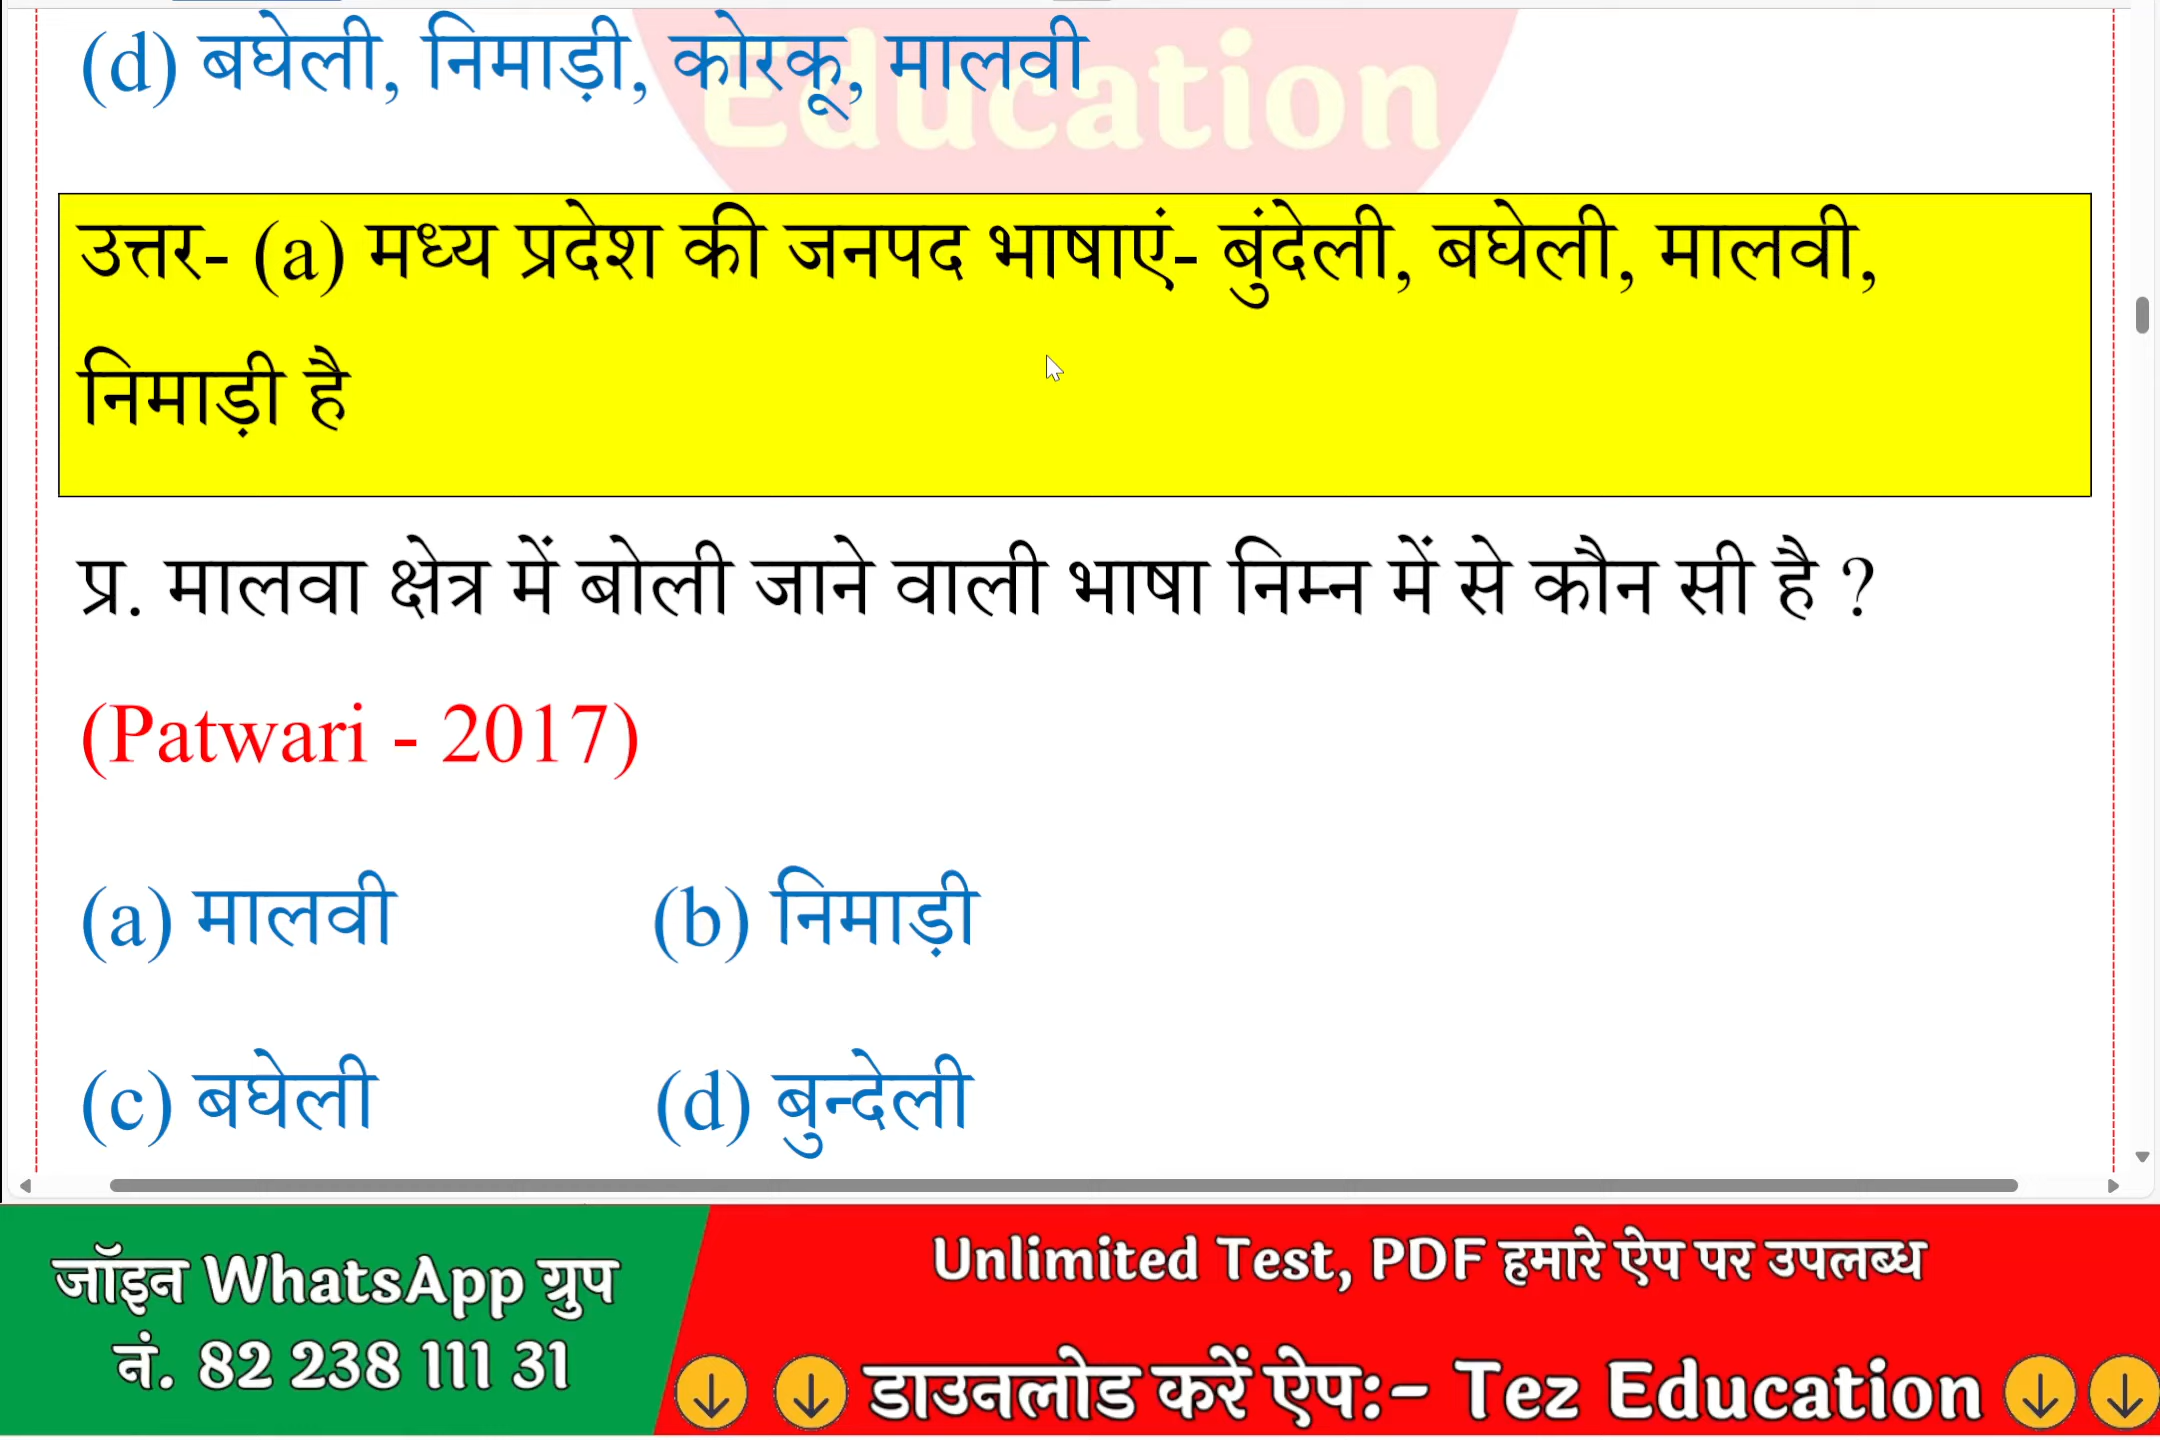 (d) बघेली, निमाड़ी, कोरकू, मालवी
Education
उत्तर- (a) मध्य प्रदेश की जनपद भाषाएं- बुंदेली, बघेली, मालवी,
निमाड़ी है
प्र. मालवा क्षेत्र में बोली जाने वाली भाषा निम्न में से कौन सी है ?
(Patwari - 2017)
(a) मालवी (b) निमाड़ी
(c) बघेली (d) बुन्देली
जॉइन WhatsApp ग्रुप
नं. 82 238 111 31
Unlimited Test, PDF हमारे ऐप पर उपलब्ध
डाउनलोड करें ऐप:- Tez Education